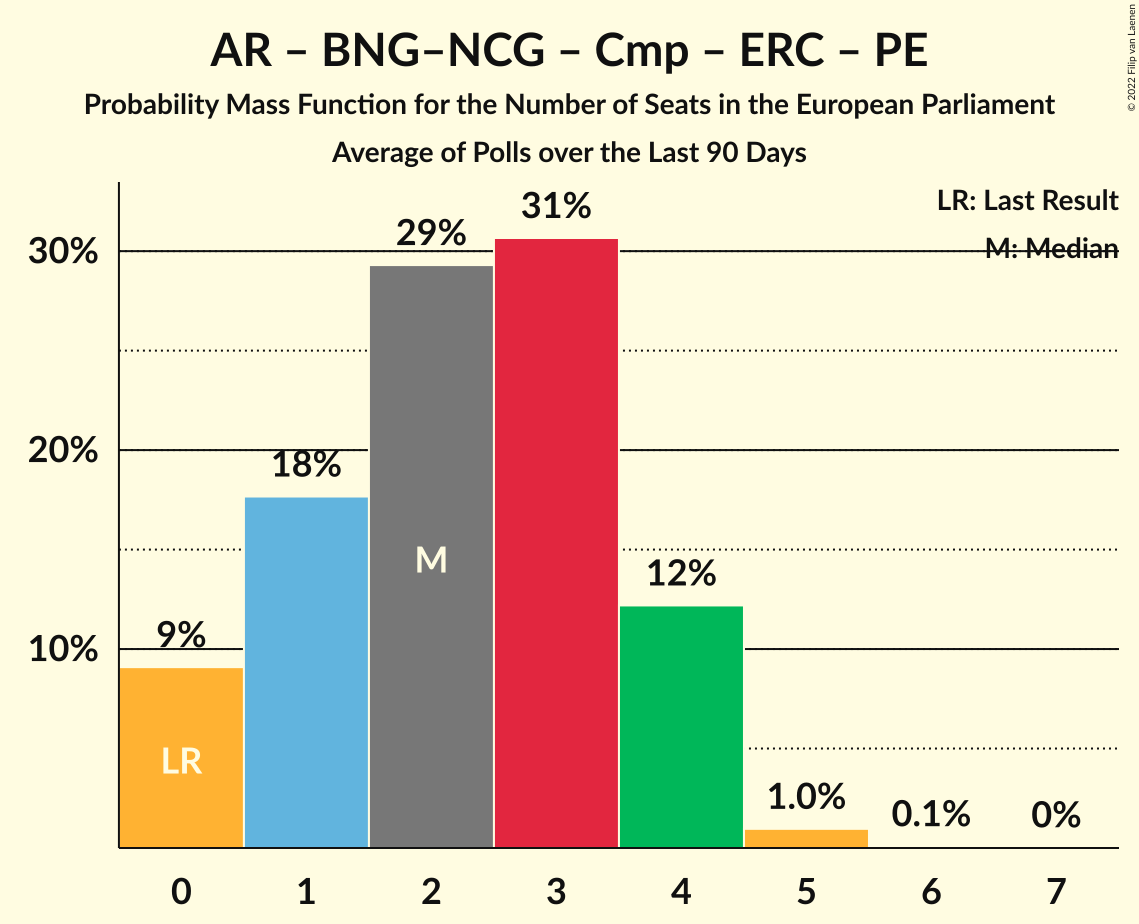 AR – BNG–NCG – Cmp – ERC – PE
Probability Mass Function for the Number of Seats in the European Parliament
Average of Polls over the Last 90 Days
© 2022 Filip van Laenen
LR: Last Result
M: Median
30%
20%
10%
9%
18%
29%
31%
12%
1.0%
0.1%
0%
LR
M
0 1 2 3 4 5 6 7